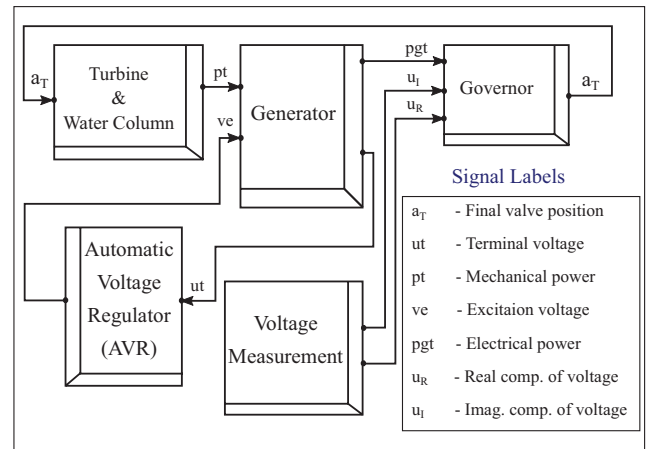 a_T
Turbine
&
Water Column
pt
ve
Generator
pgt
u_I
u_R
Governor
a_T
Automatic
Voltage
Regulator
(AVR)
ut
Voltage
Measurement
Signal Labels
a_T - Final valve position
ut - Terminal voltage
pt - Mechanical power
ve - Excitaion voltage
pgt - Electrical power
u_R - Real comp. of voltage
u_I - Imag. comp. of voltage